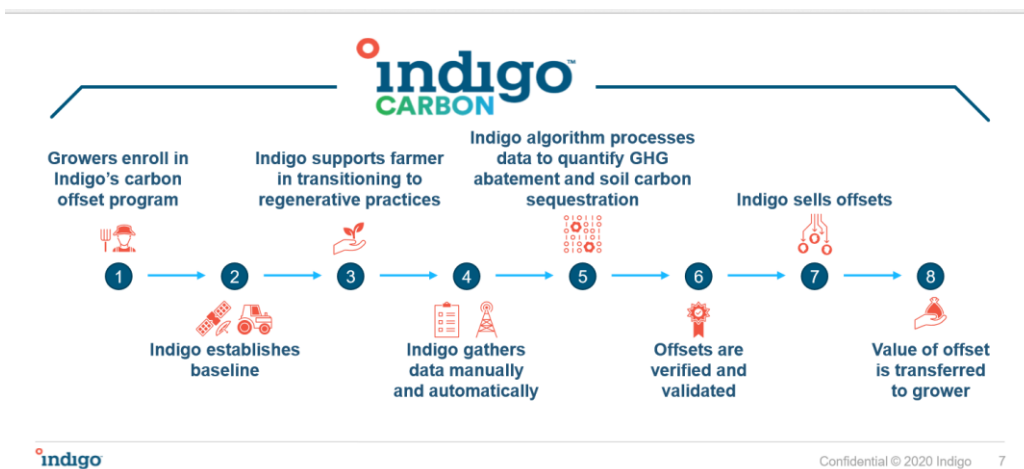 indigo™
CARBON
Growers enroll in
Indigo's carbon
offset program
1
Indigo establishes
baseline
2
Indigo supports farmer
in transitioning to
regenerative practices
3
Indigo gathers
data manually
and automatically
4
Indigo algorithm processes
data to quantify GHG
abatement and soil carbon
sequestration
5
Offsets are
verified and
validated
6
Indigo sells offsets
7
Value of offset
is transferred
to grower
8
indigo
Confidential © 2020 Indigo 7